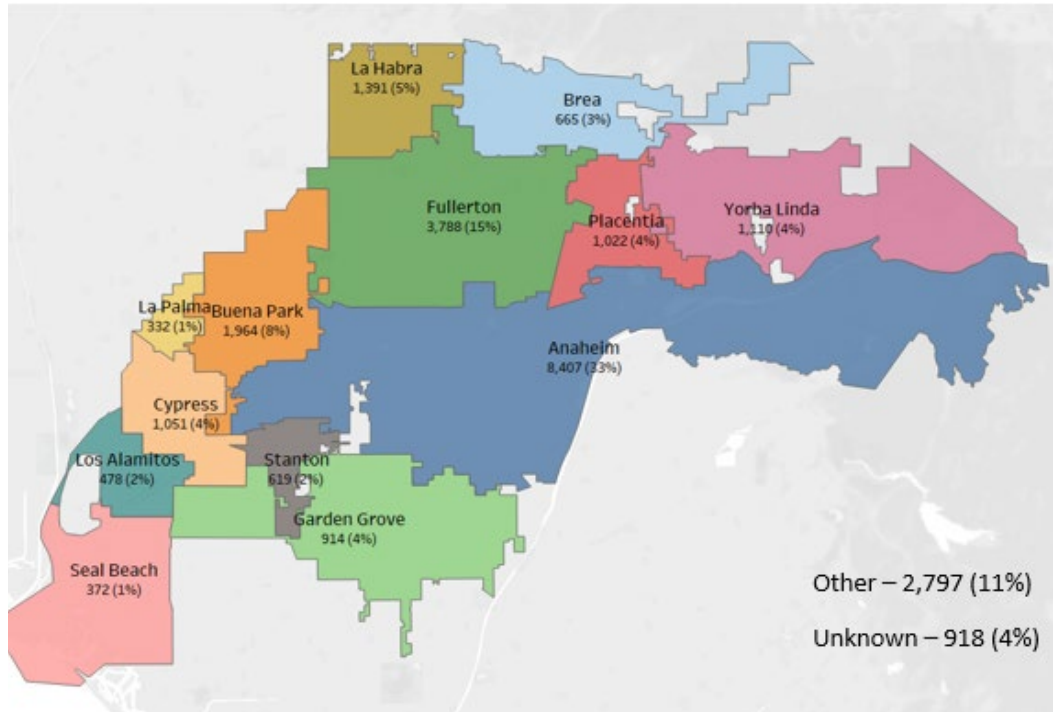 La Habra
1,391 (5%)
Brea
665 (3%)
Fullerton
3,788 (15%)
Placentia
1,022 (4%)
Yorba Linda
1,110 (4%)
La Palma
332 (1%)
Buena Park
1,964 (8%)
Anaheim
8,407 (33%)
Cypress
1,051 (4%)
Los Alamitos
478 (2%)
Stanton
619 (2%)
Garden Grove
914 (4%)
Seal Beach
372 (1%)
Other – 2,797 (11%)
Unknown – 918 (4%)